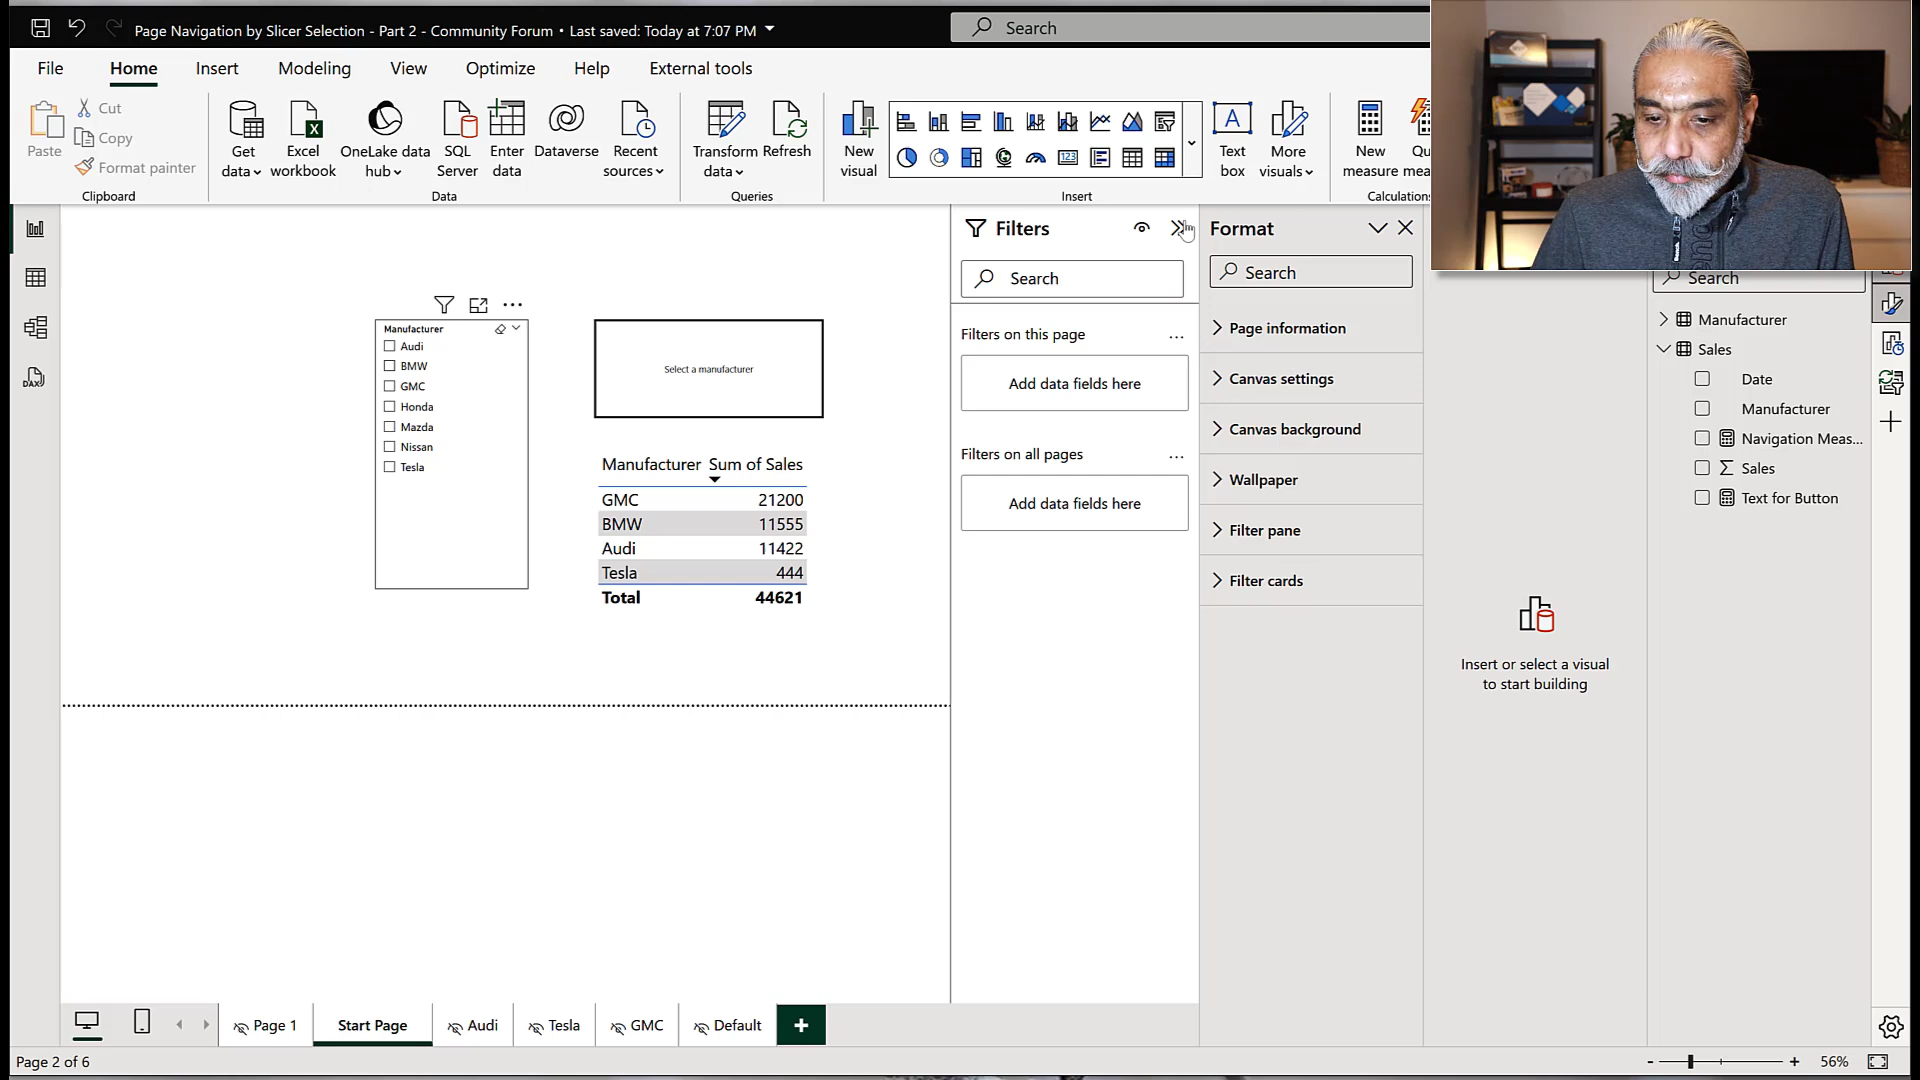 Page Navigation by Slicer Selection - Part 2 - Community Forum • Last saved: Today at 7:07 PM
Search
File
Home
Insert
Modeling
View
Optimize
Help
External tools
Paste
Cut
Copy
Format painter
Clipboard
Get
data
Excel
workbook
OneLake data
hub
SQL
Server
Enter
data
Dataverse
Recent
sources
Data
Transform
data
Refresh
Queries
New
visual
123
A
Text
box
More
visuals
Insert
New
measure
Calculations
DAX
Manufacturer
Audi
BMW
GMC
Honda
Mazda
Nissan
Tesla
Select a manufacturer
Manufacturer Sum of Sales
GMC 21200
BMW 11555
Audi 11422
Tesla 444
Total 44621
Filters
Search
Filters on this page
Add data fields here
Filters on all pages
Add data fields here
Format
Search
Page information
Canvas settings
Canvas background
Wallpaper
Filter pane
Filter cards
Insert or select a visual
to start building
Search
Manufacturer
Sales
Date
Manufacturer
Navigation Meas...
Sales
Text for Button
Page 1
Start Page
Audi
Tesla
GMC
Default
+
Page 2 of 6
- + 56%